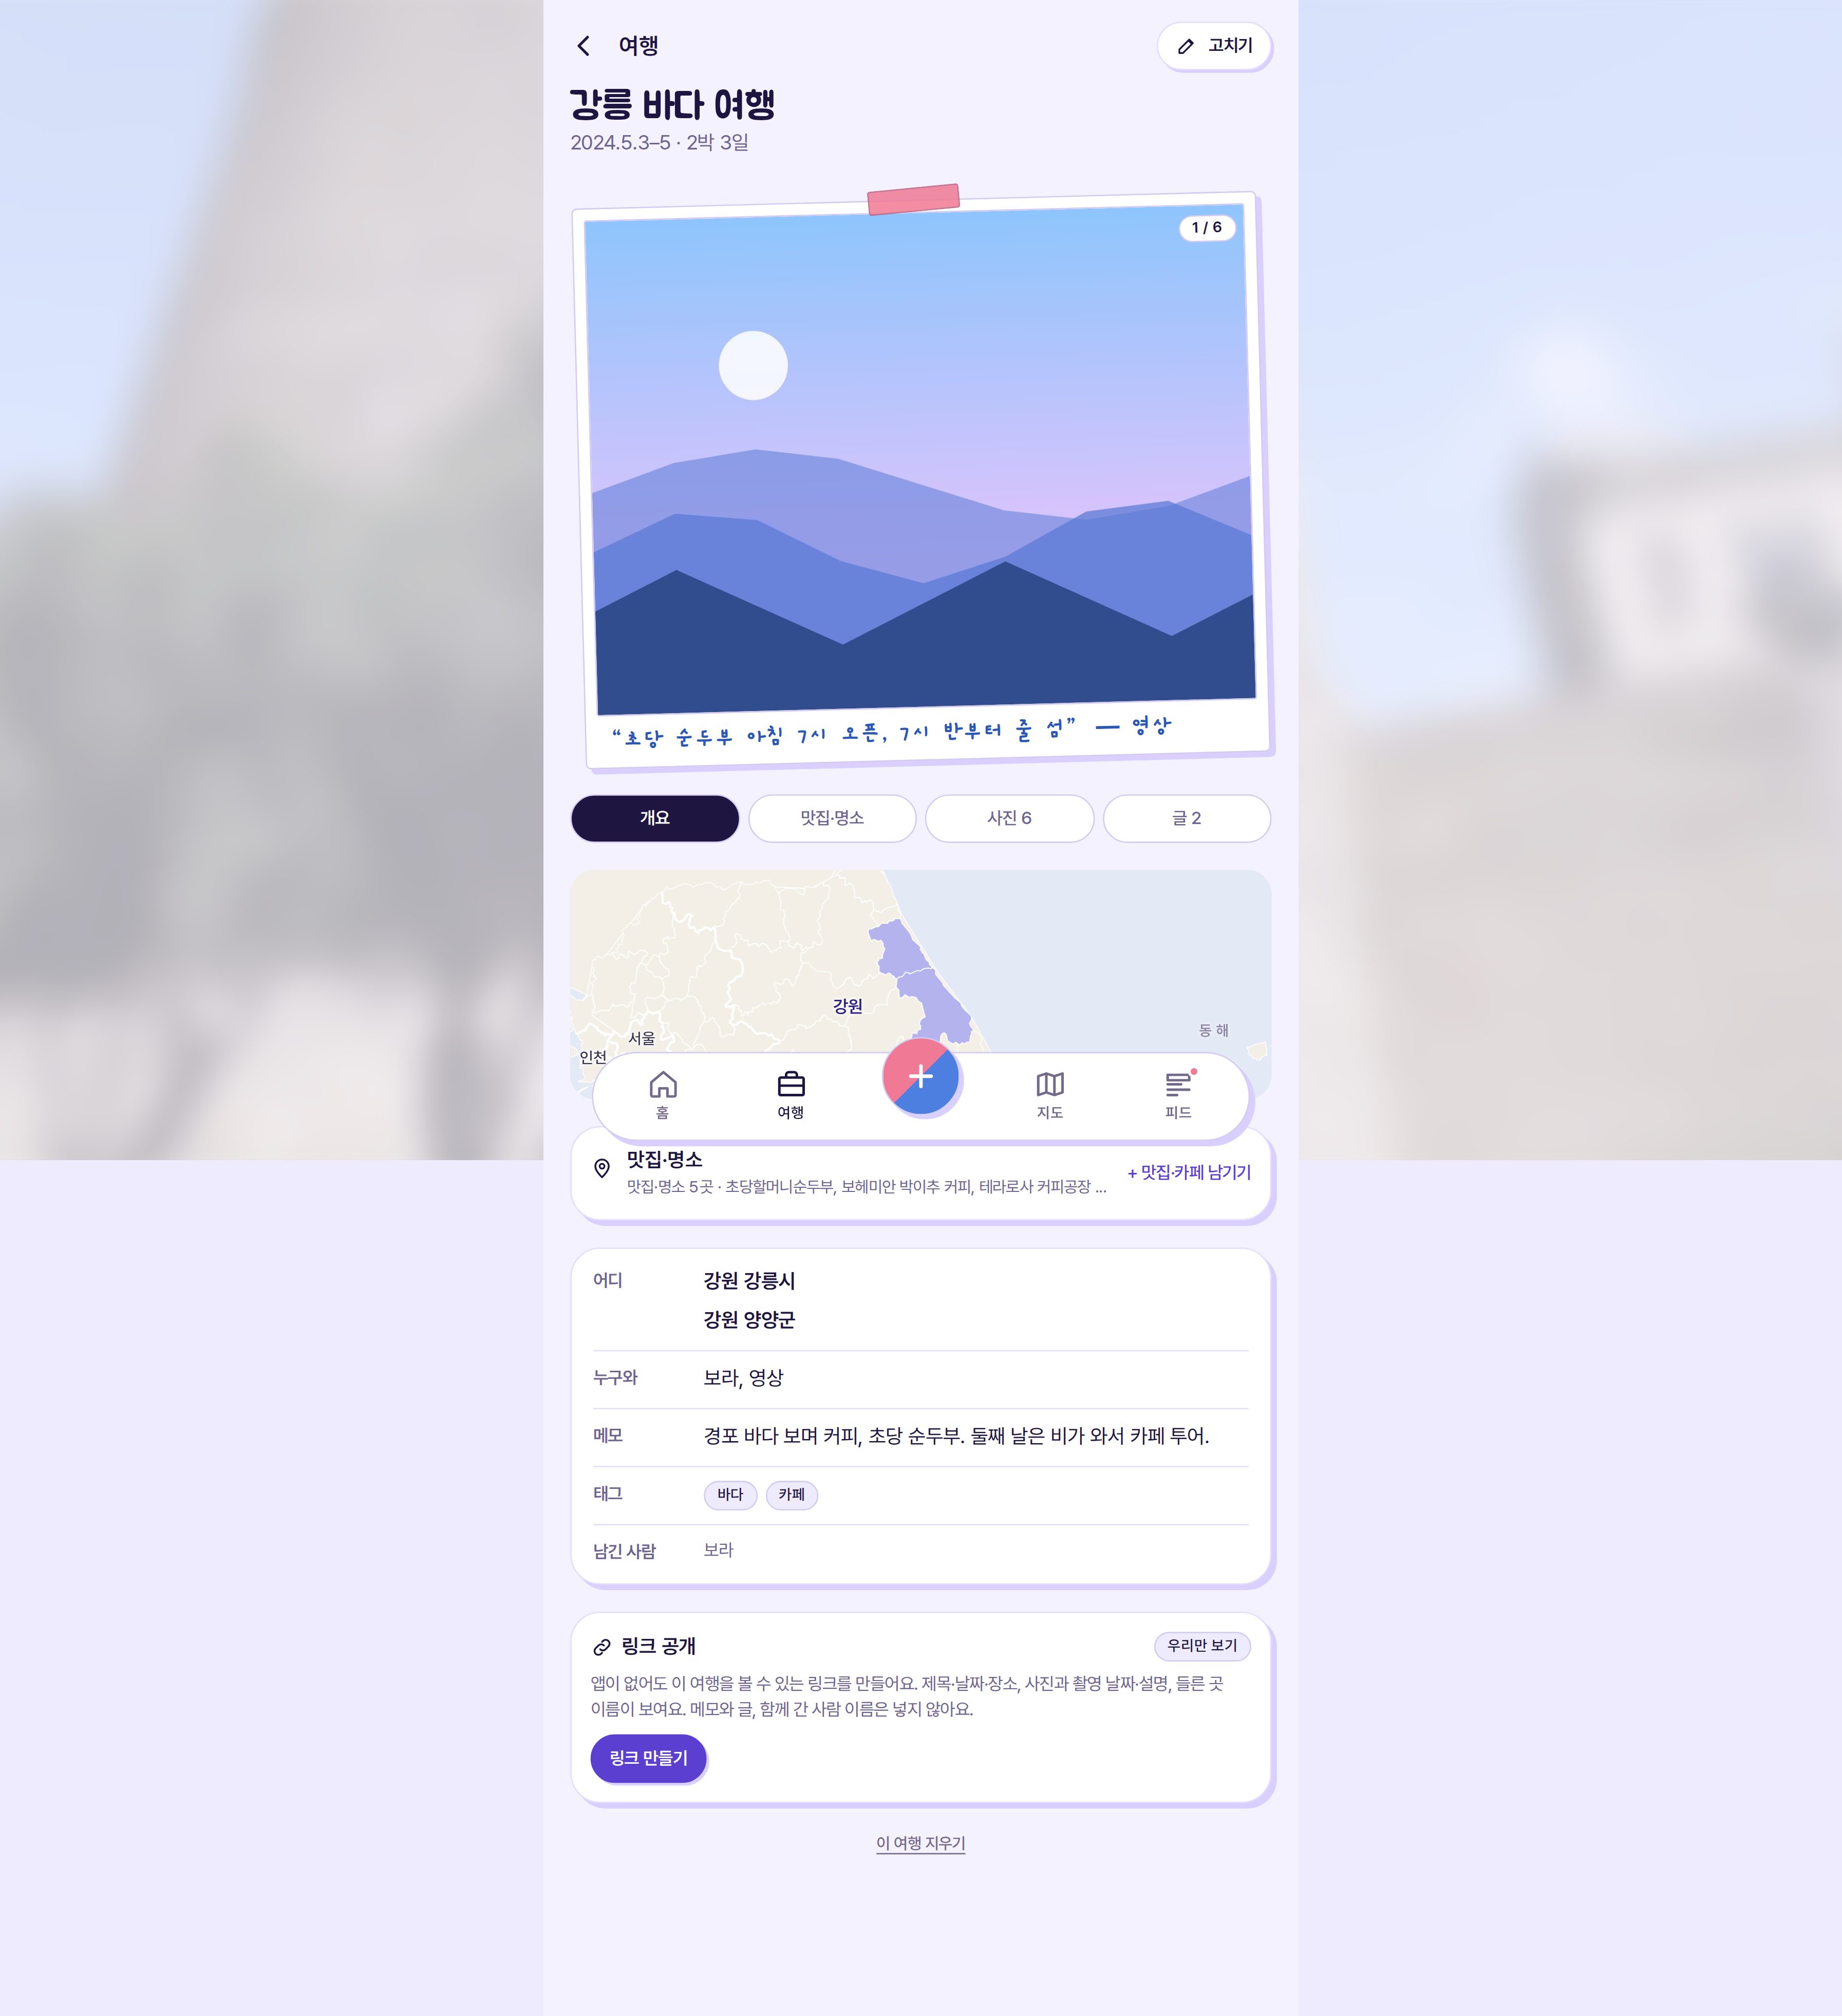 여행
고치기
강릉 바다 여행
2024.5.3–5 · 2박 3일
1 / 6
“초당 순두부 아침 7시 오픈, 7시 반부터 줄 섬” — 영상
개요
맛집·명소
사진 6
글 2
강원
서울
인천
동 해
홈
여행
지도
피드
맛집·명소
맛집·명소 5곳 · 초당할머니순두부, 보헤미안 박이추 커피, 테라로사 커피공장 ...
+ 맛집·카페 남기기
어디
강원 강릉시
강원 양양군
누구와
보라, 영상
메모
경포 바다 보며 커피, 초당 순두부. 둘째 날은 비가 와서 카페 투어.
태그
바다
카페
남긴 사람
보라
링크 공개
우리만 보기
앱이 없어도 이 여행을 볼 수 있는 링크를 만들어요. 제목·날짜·장소, 사진과 촬영 날짜·설명, 들른 곳
이름이 보여요. 메모와 글, 함께 간 사람 이름은 넣지 않아요.
링크 만들기
이 여행 지우기